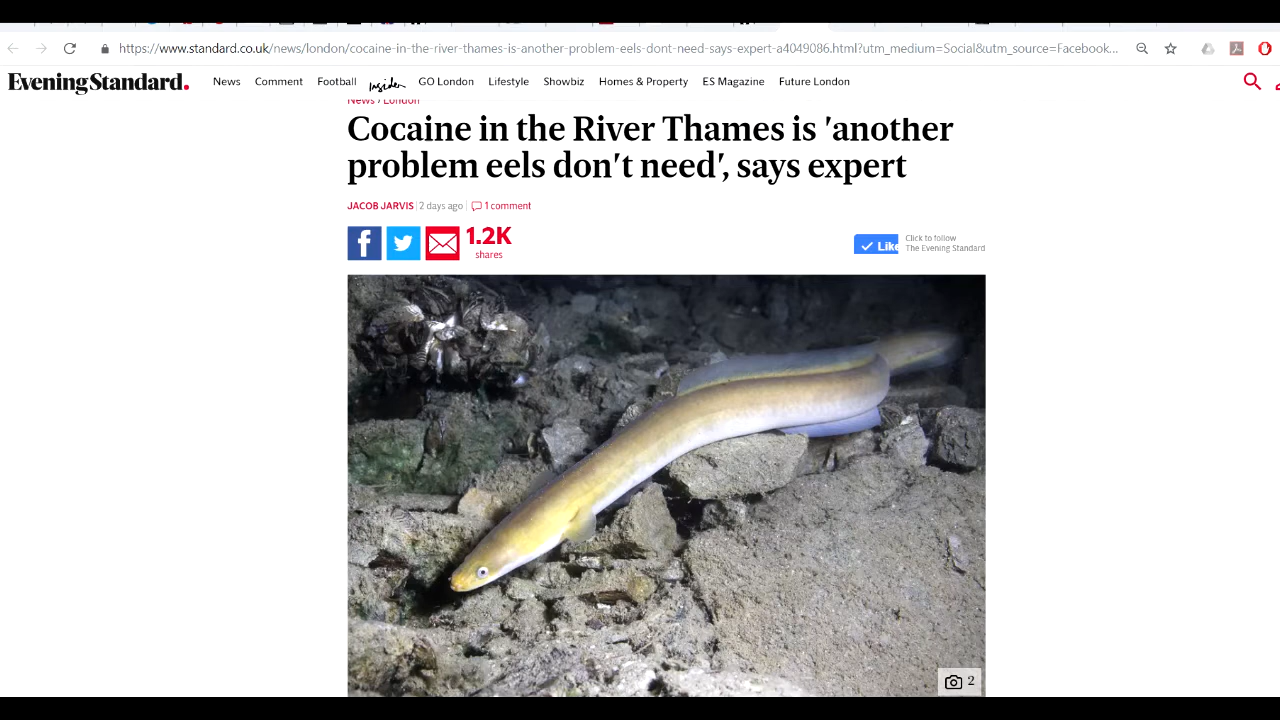 https://www.standard.co.uk/news/london/cocaine-in-the-river-thames-is-another-problem-eels-dont-need-says-expert-a4049086.html?utm_medium=Social&utm_source=Facebook...
Evening Standard.
News Comment Football Insider GO London Lifestyle Showbiz Homes & Property ES Magazine Future London
News › London
Cocaine in the River Thames is 'another
problem eels don't need', says expert
JACOB JARVIS | 2 days ago | 1 comment
1.2K
shares
Like
Click to follow
The Evening Standard
2